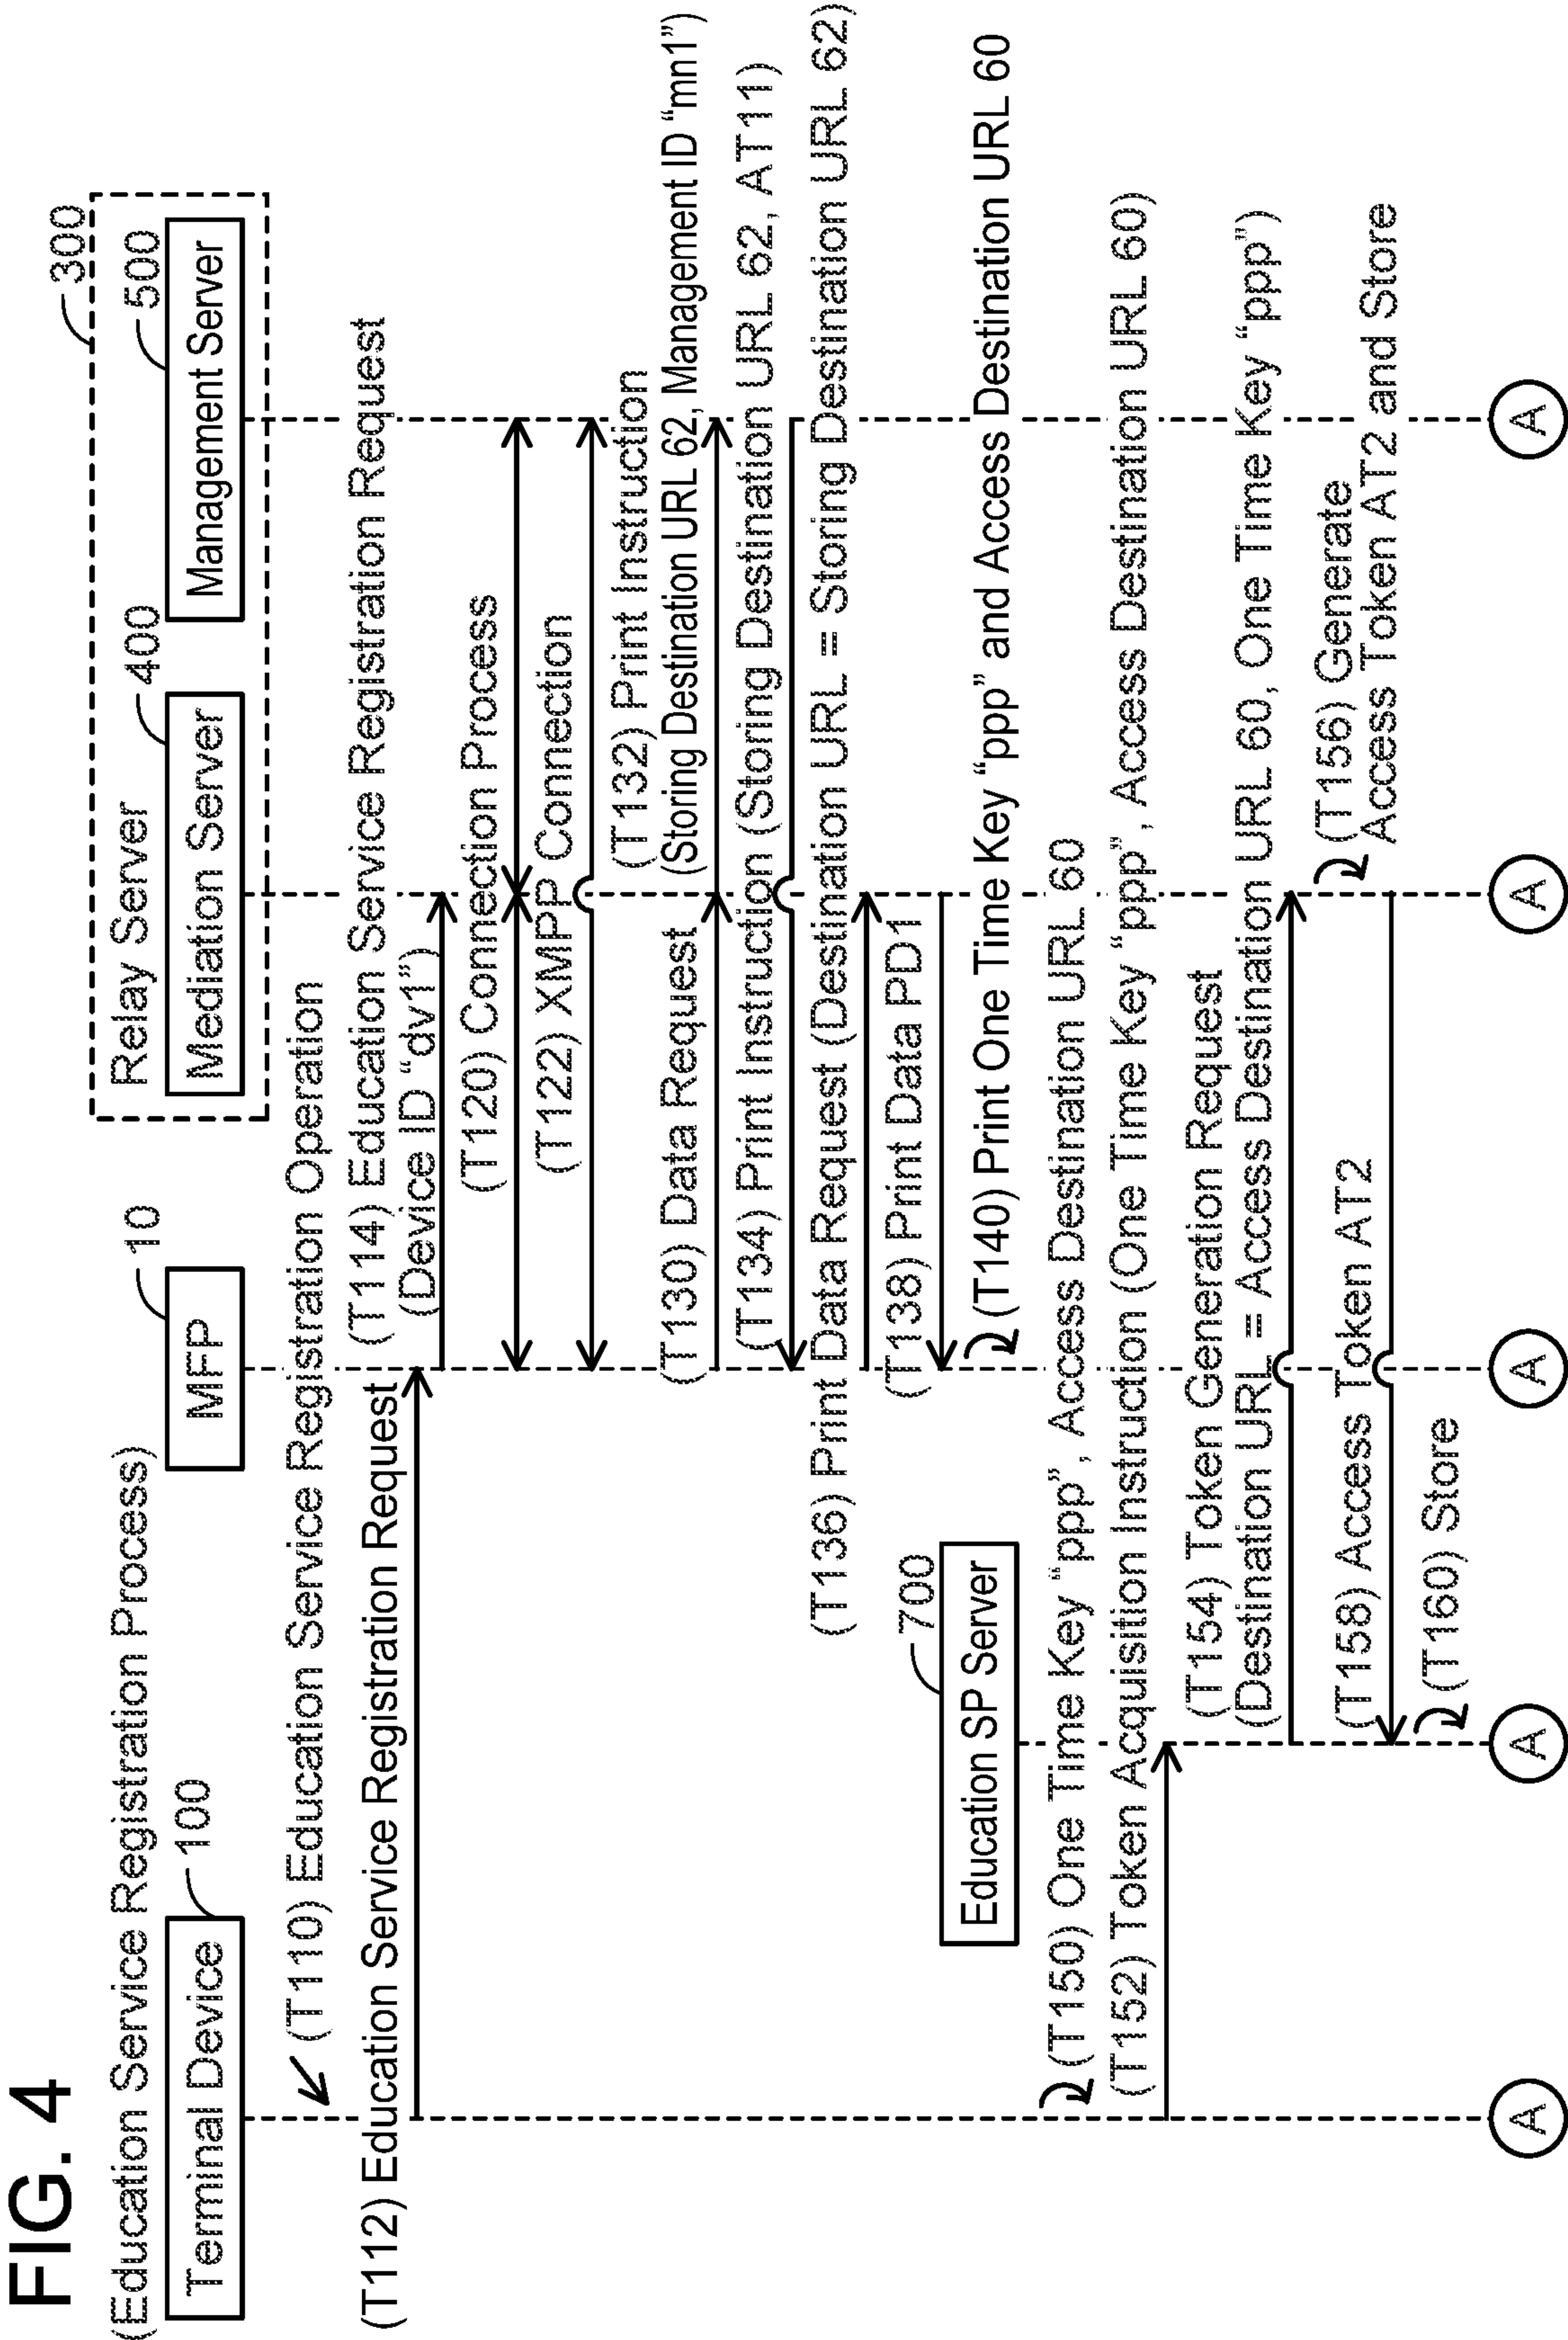 FIG. 4
(Education Service Registration Process)
Relay Server
300
Terminal Device
100
MFP
10
Mediation Server
400
Management Server
500
(T110) Education Service Registration Operation
(T112) Education Service Registration Request
(T114) Education Service Registration Request
(Device ID “dv1”)
(T120) Connection Process
(T122) XMPP Connection
(T130) Data Request
(T132) Print Instruction
(Storing Destination URL 62, Management ID “mn1”)
(T134) Print Instruction (Storing Destination URL 62, AT11)
(T136) Print Data Request (Destination URL = Storing Destination URL 62)
(T138) Print Data PD1
Education SP Server
700
(T140) Print One Time Key “ppp” and Access Destination URL 60
(T150) One Time Key “ppp”, Access Destination URL 60
(T152) Token Acquisition Instruction (One Time Key “ppp”, Access Destination URL 60)
(T154) Token Generation Request
(Destination URL = Access Destination URL 60, One Time Key “ppp”)
(T156) Generate
Access Token AT2 and Store
(T158) Access Token AT2
(T160) Store
A
A
A
A
A